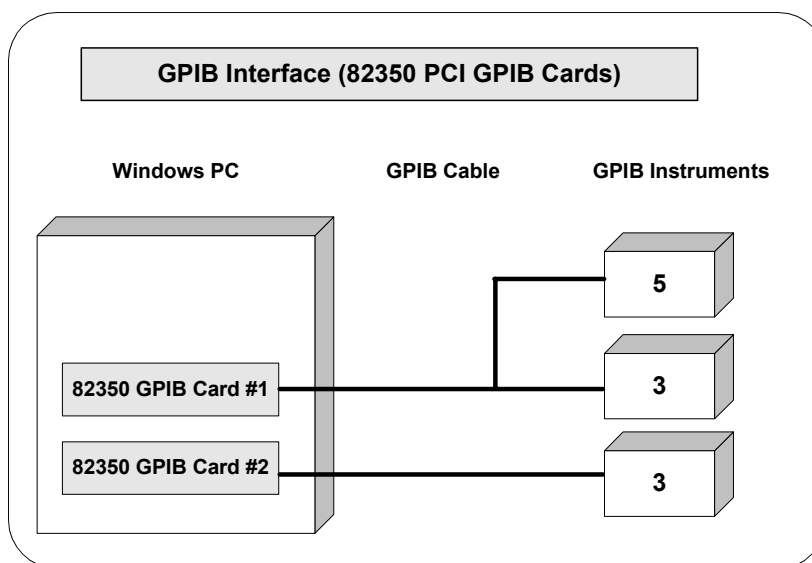 GPIB Interface (82350 PCI GPIB Cards)
Windows PC
GPIB Cable
GPIB Instruments
5
82350 GPIB Card #1
3
82350 GPIB Card #2
3